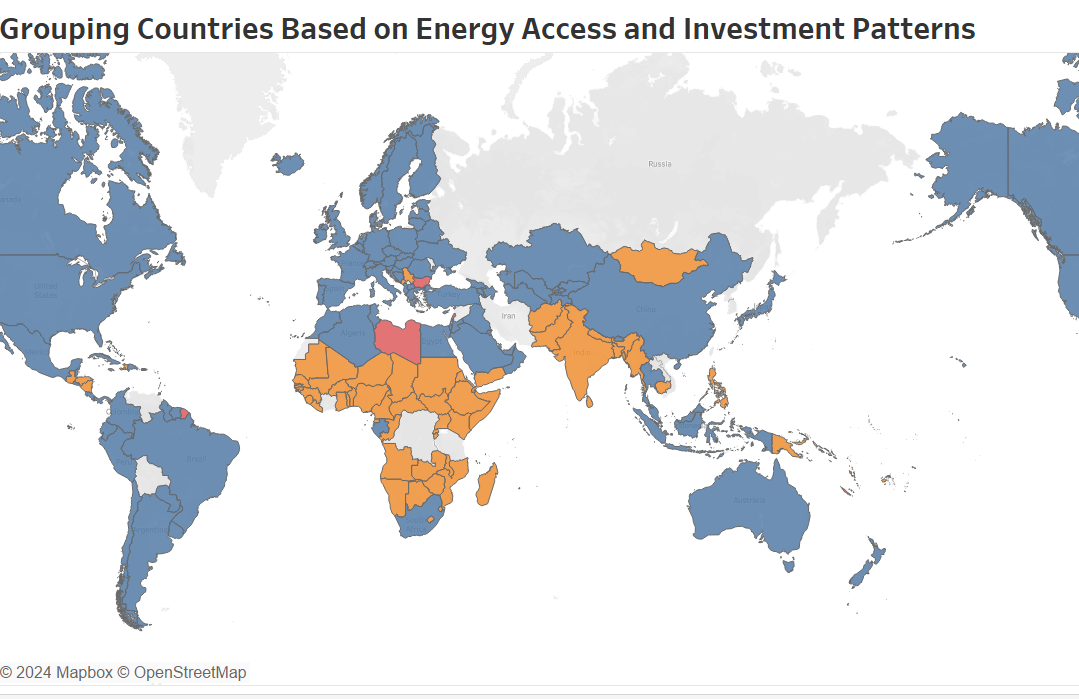 Grouping Countries Based on Energy Access and Investment Patterns
Russia
United
States
Turkey
Iran
China
Algeria
Egypt
India
Brazil
Australia
© 2024 Mapbox © OpenStreetMap